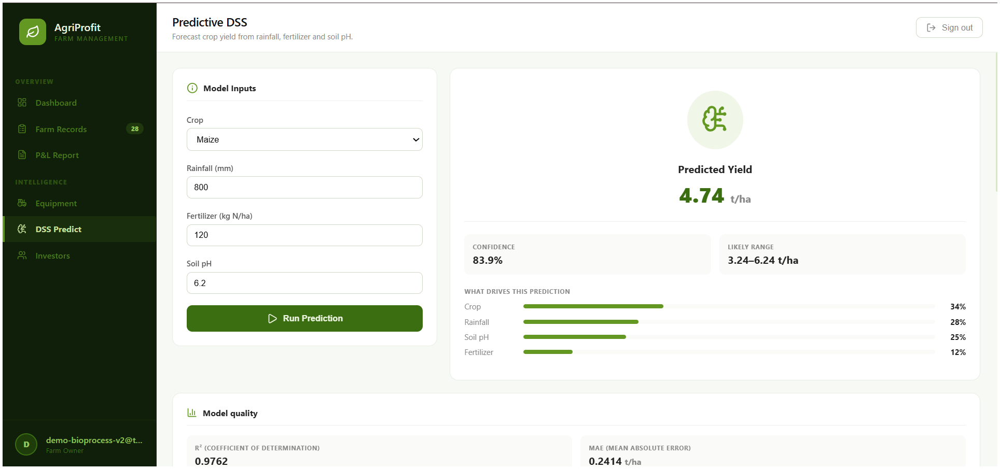 AgriProfit
FARM MANAGEMENT
OVERVIEW
Dashboard
Farm Records 28
P&L Report
INTELLIGENCE
Equipment
DSS Predict
Investors
D
demo-bioprocess-v2@t...
Farm Owner
Predictive DSS
Forecast crop yield from rainfall, fertilizer and soil pH.
Sign out
Model Inputs
Crop
Maize
Rainfall (mm)
800
Fertilizer (kg N/ha)
120
Soil pH
6.2
Run Prediction
Predicted Yield
4.74 t/ha
CONFIDENCE
83.9%
LIKELY RANGE
3.24–6.24 t/ha
WHAT DRIVES THIS PREDICTION
Crop 34%
Rainfall 28%
Soil pH 25%
Fertilizer 12%
Model quality
R² (COEFFICIENT OF DETERMINATION)
0.9762
MAE (MEAN ABSOLUTE ERROR)
0.2414 t/ha